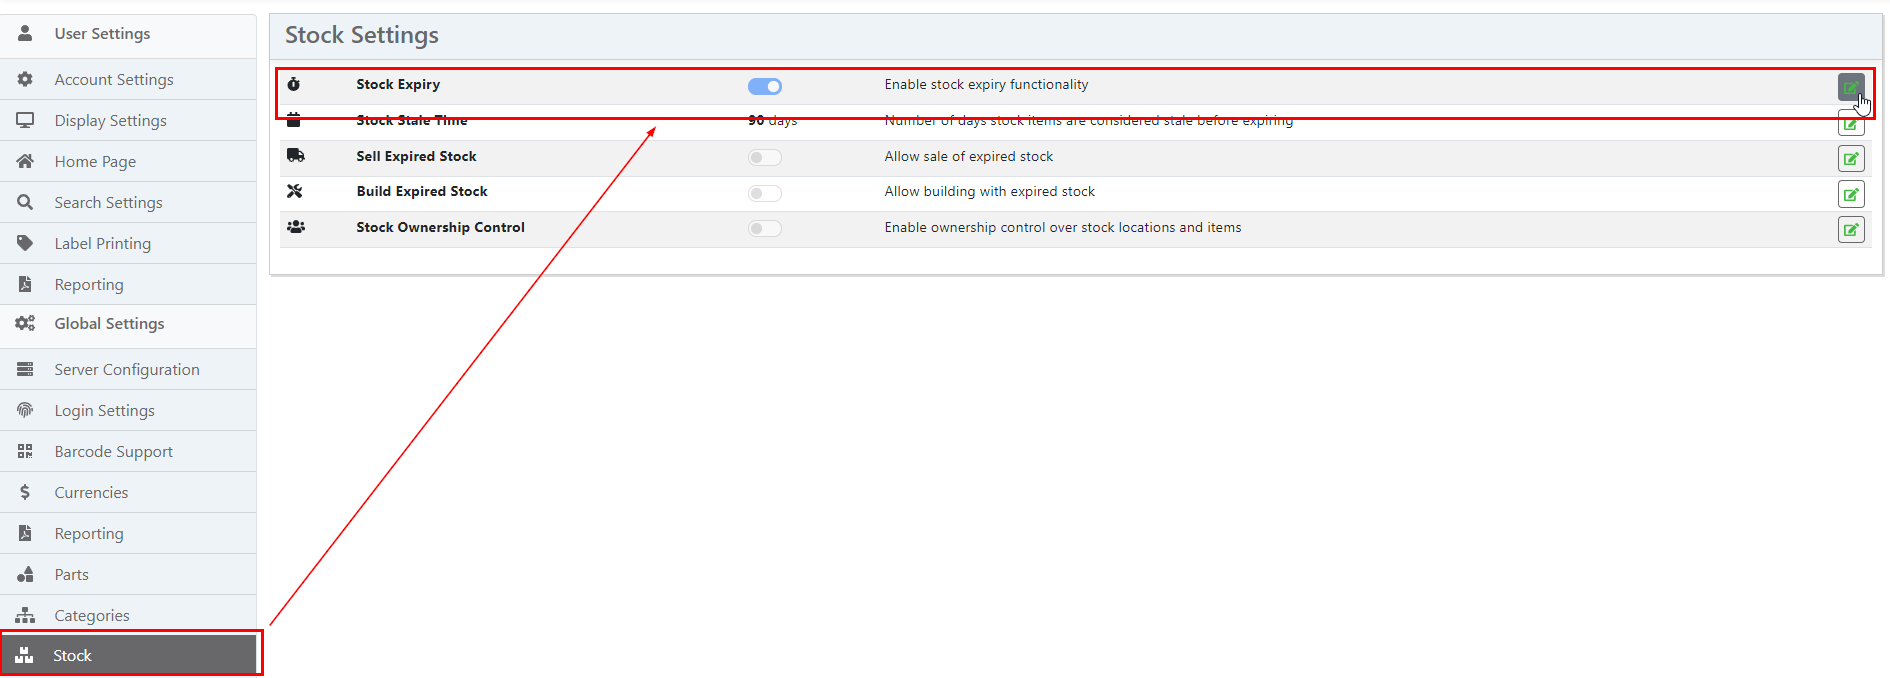 User Settings
Account Settings
Display Settings
Home Page
Search Settings
Label Printing
Reporting
Global Settings
Server Configuration
Login Settings
Barcode Support
Currencies
Reporting
Parts
Categories
Stock
Stock Settings
Stock Expiry Enable stock expiry functionality
Stock Stale Time 90 days Number of days stock items are considered stale before expiring
Sell Expired Stock Allow sale of expired stock
Build Expired Stock Allow building with expired stock
Stock Ownership Control Enable ownership control over stock locations and items